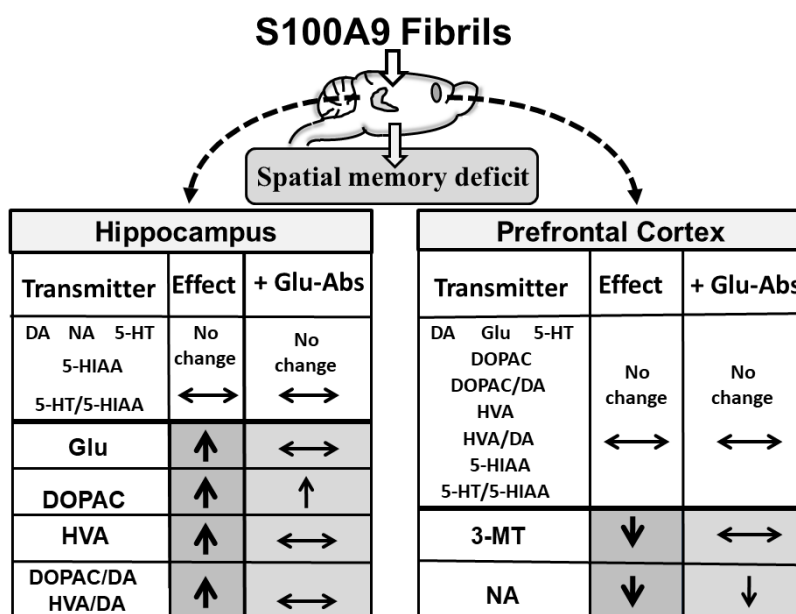 S100A9 Fibrils
Spatial memory deficit
Hippocampus
Transmitter Effect + Glu-Abs
DA NA 5-HT
5-HIAA
5-HT/5-HIAA
No
change
No
change
Glu
DOPAC
HVA
DOPAC/DA
HVA/DA
Prefrontal Cortex
Transmitter Effect + Glu-Abs
DA Glu 5-HT
DOPAC
DOPAC/DA
HVA
HVA/DA
5-HIAA
5-HT/5-HIAA
No
change
No
change
3-MT
NA